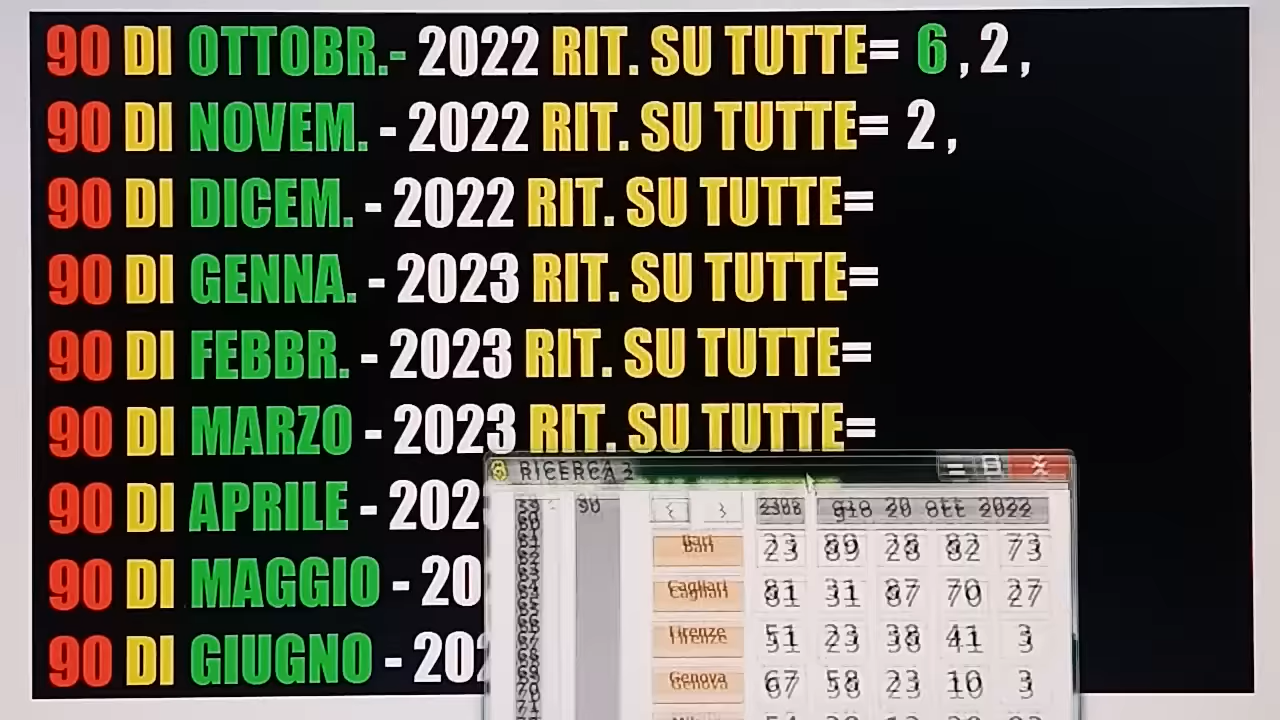 90 DI OTTOBR.- 2022 RIT. SU TUTTE= 6 , 2 ,
90 DI NOVEM. - 2022 RIT. SU TUTTE= 2 ,
90 DI DICEM. - 2022 RIT. SU TUTTE=
90 DI GENNA. - 2023 RIT. SU TUTTE=
90 DI FEBBR. - 2023 RIT. SU TUTTE=
90 DI MARZO - 2023 RIT. SU TUTTE=
90 DI APRILE - 202
90 DI MAGGIO - 20
90 DI GIUGNO - 202
RICERCA
90 < > gio 20 ott 2022
Bari 23 89 28 82 73
Cagliari 81 31 87 70 27
Firenze 51 23 38 41 3
Genova 67 58 23 10 3